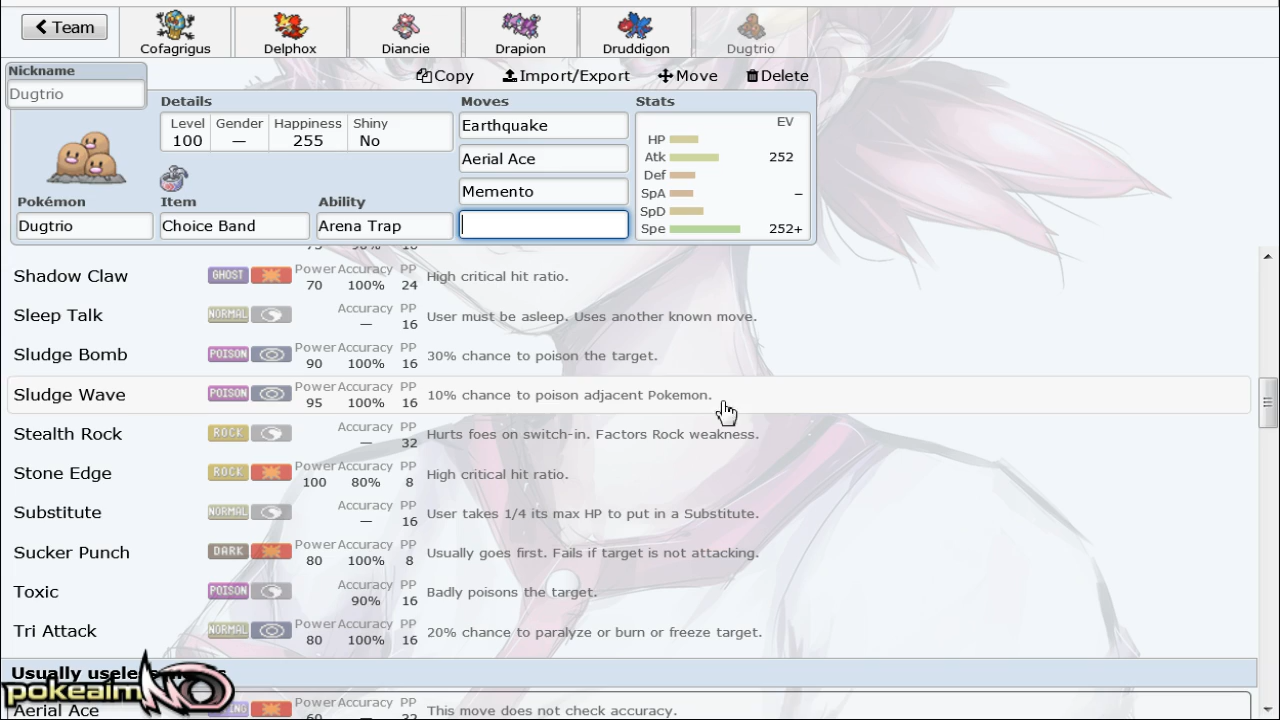 Team
Cofagrigus Delphox Diancie Drapion Druddigon Dugtrio
Nickname
Dugtrio
Copy Import/Export Move Delete
Details Moves Stats
Level Gender Happiness Shiny
100 — 255 No
Earthquake
Aerial Ace
Memento
EV
HP
Atk 252
Def
SpA –
SpD
Spe 252+
Pokémon Item Ability
Dugtrio Choice Band Arena Trap
Shadow Claw GHOST Power 70 Accuracy 100% PP 24 High critical hit ratio.
Sleep Talk NORMAL Accuracy — PP 16 User must be asleep. Uses another known move.
Sludge Bomb POISON Power 90 Accuracy 100% PP 16 30% chance to poison the target.
Sludge Wave POISON Power 95 Accuracy 100% PP 16 10% chance to poison adjacent Pokemon.
Stealth Rock ROCK Accuracy — PP 32 Hurts foes on switch-in. Factors Rock weakness.
Stone Edge ROCK Power 100 Accuracy 80% PP 8 High critical hit ratio.
Substitute NORMAL Accuracy — PP 16 User takes 1/4 its max HP to put in a Substitute.
Sucker Punch DARK Power 80 Accuracy 100% PP 8 Usually goes first. Fails if target is not attacking.
Toxic POISON Accuracy 90% PP 16 Badly poisons the target.
Tri Attack NORMAL Power 80 Accuracy 100% PP 16 20% chance to paralyze or burn or freeze target.
Usually
pokeaimMD
Aerial Ace This move does not check accuracy.